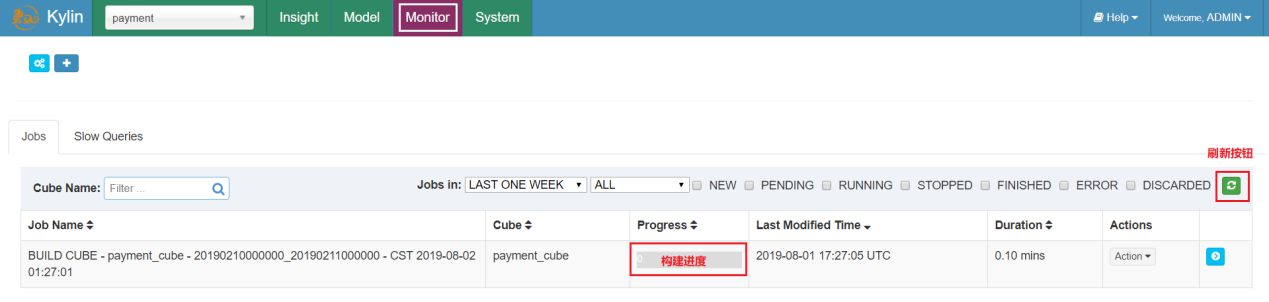 Kylin payment Insight Model Monitor System Help Welcome, ADMIN
Jobs Slow Queries
刷新按钮
Cube Name: Filter ... Jobs in: LAST ONE WEEK ALL NEW PENDING RUNNING STOPPED FINISHED ERROR DISCARDED
Job Name Cube Progress Last Modified Time Duration Actions
BUILD CUBE - payment_cube - 20190210000000_20190211000000 - CST 2019-08-02 payment_cube 构建进度 2019-08-01 17:27:05 UTC 0.10 mins Action
01:27:01